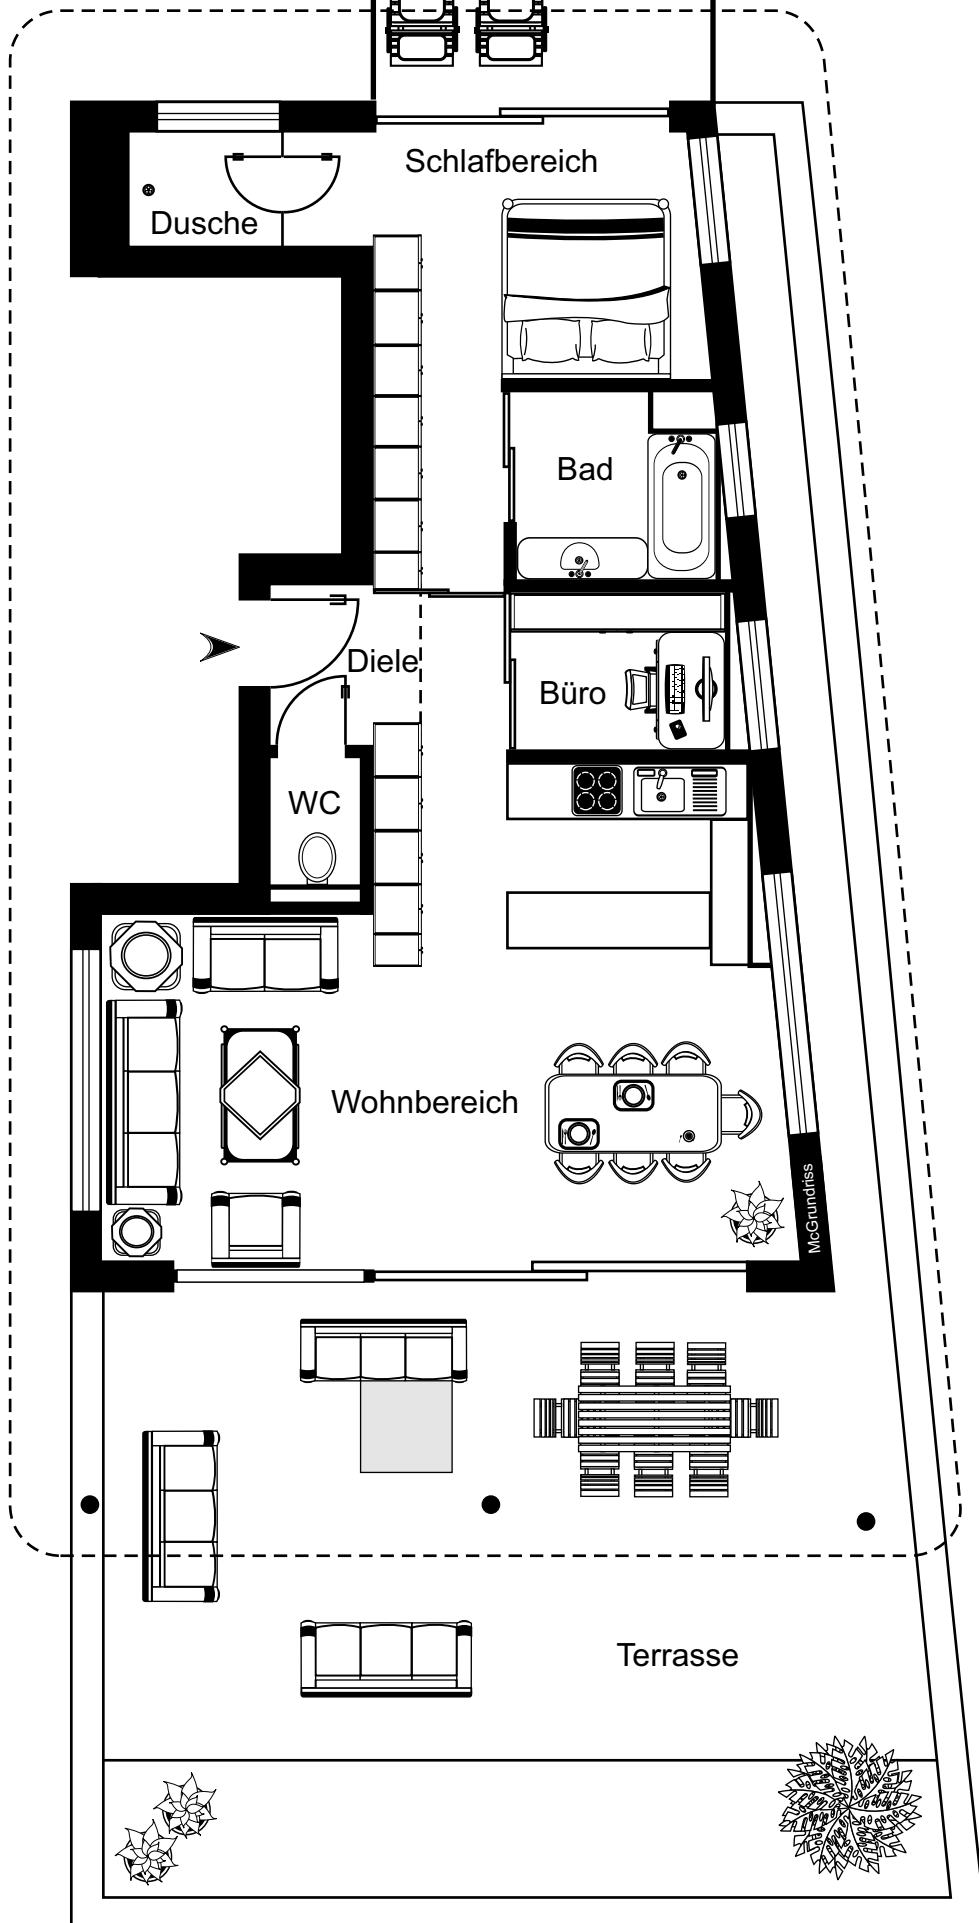 Schlafbereich
Dusche
Bad
Diele
Büro
WC
Wohnbereich
McGrundriss
Terrasse